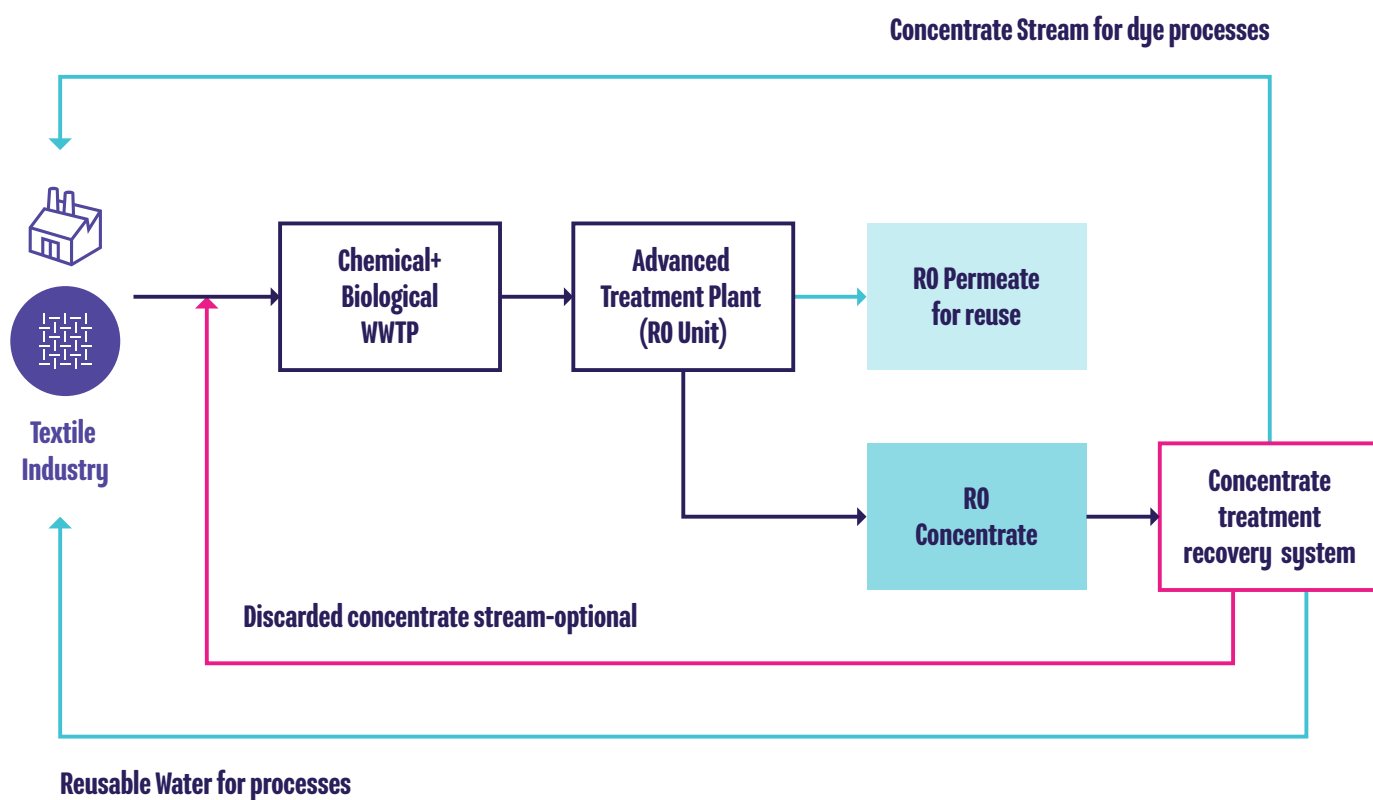 Concentrate Stream for dye processes
Chemical+
Biological
WWTP
Advanced
Treatment Plant
(RO Unit)
RO Permeate
for reuse
Textile
Industry
RO
Concentrate
Concentrate
treatment
recovery system
Discarded concentrate stream-optional
Reusable Water for processes